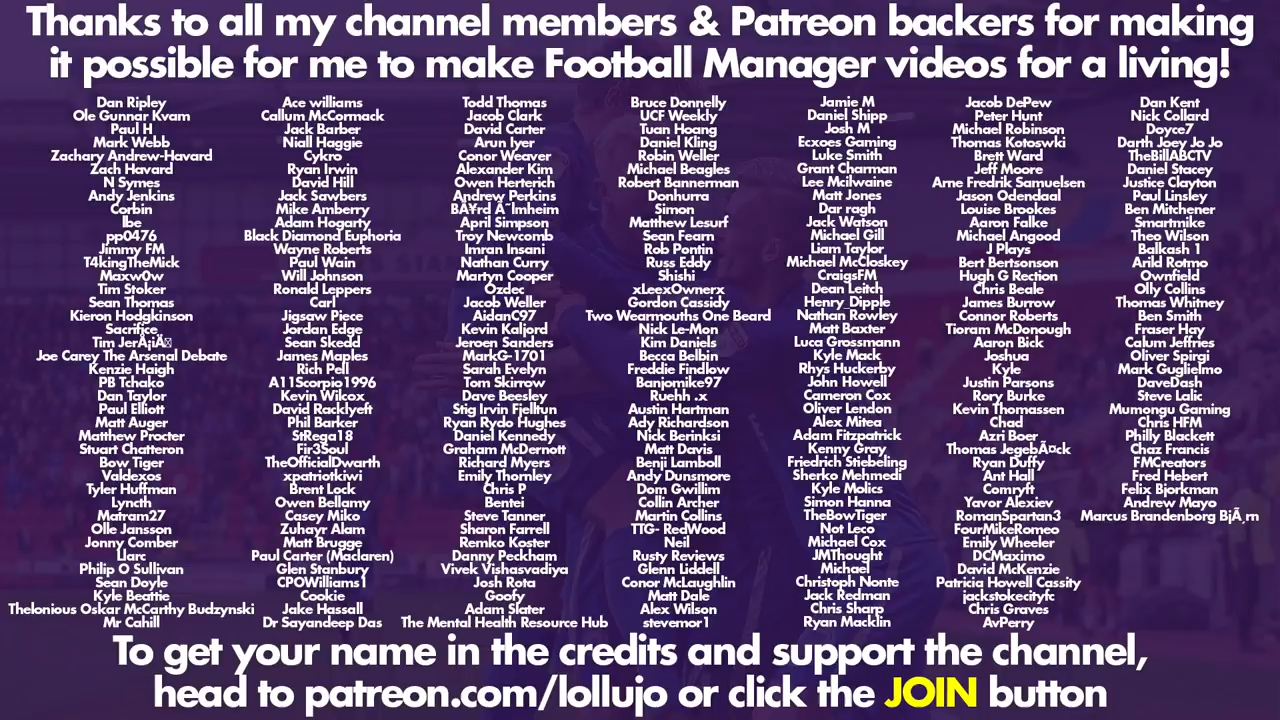 Thanks to all my channel members & Patreon backers for making
it possible for me to make Football Manager videos for a living!
Dan Ripley
Ole Gunnar Kvam
Paul H
Mark Webb
Zachary Andrew-Havard
Zach Havard
N Symes
Andy Jenkins
Corbin
Ibe
pp0476
Jimmy FM
T4kingTheMick
Maxw0w
Tim Stoker
Sean Thomas
Kieron Hodgkinson
Sacrifice
Tim
Joe Carey The Arsenal Debate
Kenzie Haigh
PB Tchako
Dan Taylor
Paul Elliott
Matt Auger
Matthew Procter
Stuart Chatteron
Bow Tiger
Valdexos
Tyler Huffman
Lyncth
Matram27
Olle Jansson
Jonny Comber
Llarc
Philip O Sullivan
Sean Doyle
Kyle Beattie
Thelonious Oskar McCarthy Budzynski
Mr Cahill
Ace williams
Callum McCormack
Jack Barber
Niall Haggie
Cykro
Ryan Irwin
David Hill
Jack Sawbers
Mike Amberry
Adam Hogarty
Black Diamond Euphoria
Wayne Roberts
Paul Wain
Will Johnson
Ronald Leppers
Carl
Jigsaw Piece
Jordan Edge
Sean Skedd
James Maples
Rich Pell
A11Scorpio1996
Kevin Wilcox
David Racklyeft
Phil Barker
StRega18
Fir3Soul
TheOfficialDwarth
xpatriotkiwi
Brent Lock
Owen Bellamy
Casey Miko
Zuhayr Alam
Matt Brugge
Paul Carter (Maclaren)
Glen Stanbury
CPOWilliams1
Cookie
Jake Hassall
Dr Sayandeep Das
Todd Thomas
Jacob Clark
David Carter
Arun Iyer
Conor Weaver
Alexander Kim
Owen Herterich
Andrew Perkins
BÃ¥rd Ã˜lmheim
April Simpson
Troy Newcomb
Imran Insani
Nathan Curry
Martyn Cooper
Ozdec
Jacob Weller
AidanC97
Kevin Kaljord
Jeroen Sanders
MarkG-1701
Sarah Evelyn
Tom Skirrow
Dave Beesley
Stig Irvin Fjelltun
Ryan Rydo Hughes
Daniel Kennedy
Graham McDernott
Richard Myers
Emily Thornley
Chris P
Bentei
Steve Tanner
Sharon Farrell
Remko Koster
Danny Peckham
Vivek Vishasvadiya
Josh Rota
Goofy
Adam Slater
The Mental Health Resource Hub
Bruce Donnelly
UCF Weekly
Tuan Hoang
Daniel Kling
Robin Weller
Michael Beagles
Robert Bannerman
Donhurra
Simon
Matthew Lesurf
Sean Fearn
Rob Pontin
Russ Eddy
Shishi
xLeexOwnerx
Gordon Cassidy
Two Wearmouths One Beard
Nick Le-Mon
Kim Daniels
Becca Belbin
Freddie Findlow
Banjomike97
Ruehh .x
Austin Hartman
Ady Richardson
Nick Berinksi
Matt Davis
Benji Lamboll
Andy Dunsmore
Dom Gwillim
Collin Archer
Martin Collins
TTG- RedWood
Neil
Rusty Reviews
Glenn Liddell
Conor McLaughlin
Matt Dale
Alex Wilson
stevemor1
Jamie M
Daniel Shipp
Josh M
Ecxoes Gaming
Luke Smith
Grant Charman
Lee Mcilwaine
Matt Jones
Dar ragh
Jack Watson
Michael Gill
Liam Taylor
Michael McCloskey
CraigsFM
Dean Leitch
Henry Dipple
Nathan Rowley
Matt Baxter
Luca Grossmann
Kyle Mack
Rhys Huckerby
John Howell
Cameron Cox
Oliver Lendon
Alex Mitea
Adam Fitzpatrick
Kenny Gray
Friedrich Stiebeling
Sherko Mehmedi
Kyle Molics
Simon Hanna
TheBowTiger
Not Leco
Michael Cox
JMThought
Michael
Christoph Nonte
Jack Redman
Chris Sharp
Ryan Macklin
Jacob DePew
Peter Hunt
Michael Robinson
Thomas Kotoswki
Brett Ward
Jeff Moore
Arne Fredrik Samuelsen
Jason Odendaal
Louise Brookes
Aaron Falke
Michael Angood
J Plays
Bert Bertsonson
Hugh G Rection
Chris Beale
James Burrow
Connor Roberts
Tioram McDonough
Aaron Bick
Joshua
Kyle
Justin Parsons
Rory Burke
Kevin Thomassen
Chad
Azri Boer
Thomas JegebÃ¤ck
Ryan Duffy
Ant Hall
Comryft
Yavor Alexiev
RomanSpartan3
FourMikeRomeo
Emily Wheeler
DCMaximo
David McKenzie
Patricia Howell Cassity
jackstokecityfc
Chris Graves
AvPerry
Dan Kent
Nick Collard
Doyce7
Darth Joey Jo Jo
TheBillABCTV
Daniel Stacey
Justice Clayton
Paul Linsley
Ben Mitchener
Smartmike
Theo Wilson
Balkash 1
Arild Rotmo
Ownfield
Olly Collins
Thomas Whitney
Ben Smith
Fraser Hay
Calum Jeffries
Oliver Spirgi
Mark Guglielmo
DaveDash
Steve Lalic
Mumongu Gaming
Chris HFM
Philly Blackett
Chaz Francis
FMCreators
Fred Hebert
Felix Bjorkman
Andrew Mayo
Marcus Brandenborg BjÃ¸rn
To get your name in the credits and support the channel,
head to patreon.com/lollujo or click the JOIN button